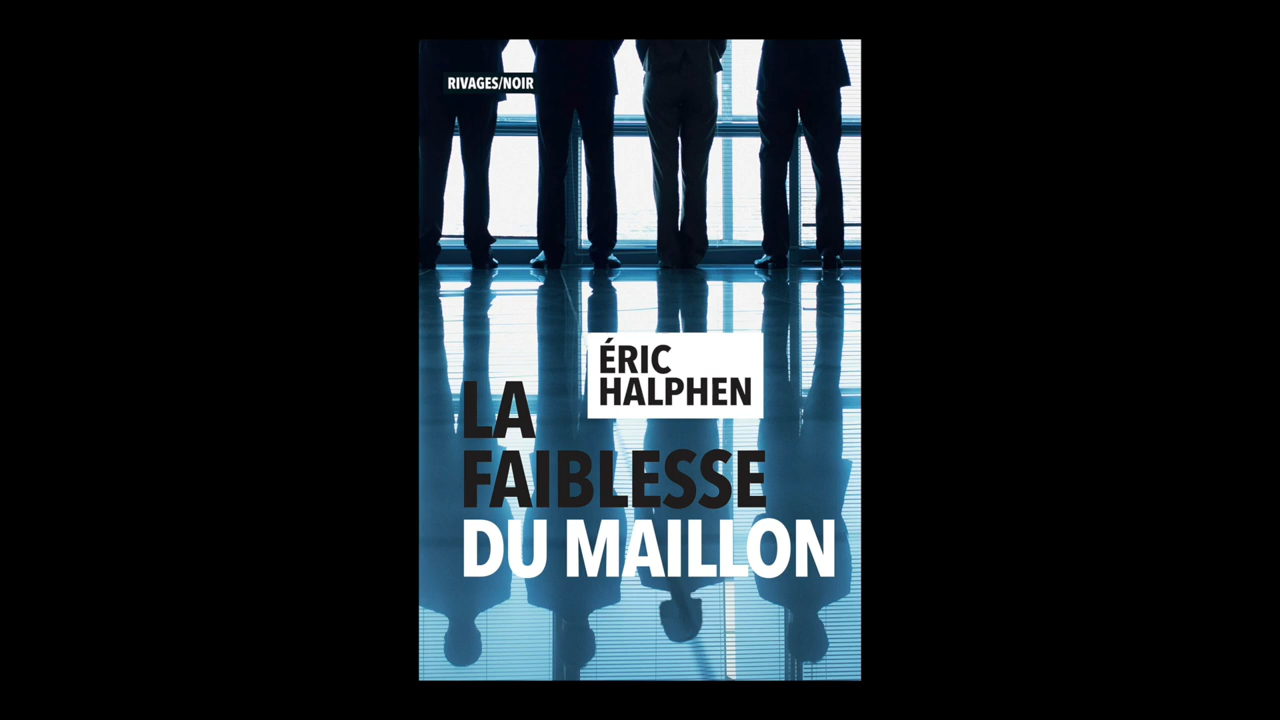 RIVAGES/NOIR
ÉRIC
HALPHEN
LA
FAIBLESSE
DU MAILLON